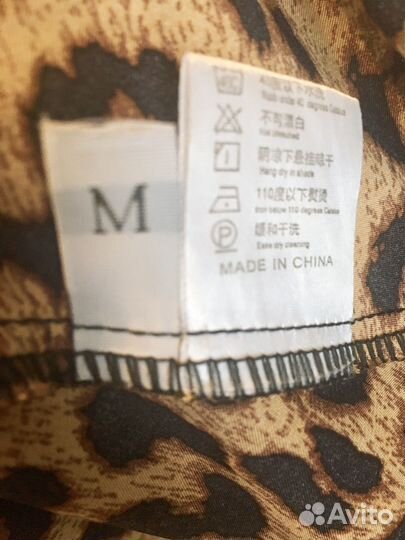 M
40度以下水洗
Wash under 40 degrees Celsius
不可漂白
Not bleached
阴凉下悬挂晾干
Hang dry in shade
110度以下熨烫
Iron below 110 degrees Celsius
缓和干洗
Ease dry cleaning
MADE IN CHINA
Avito